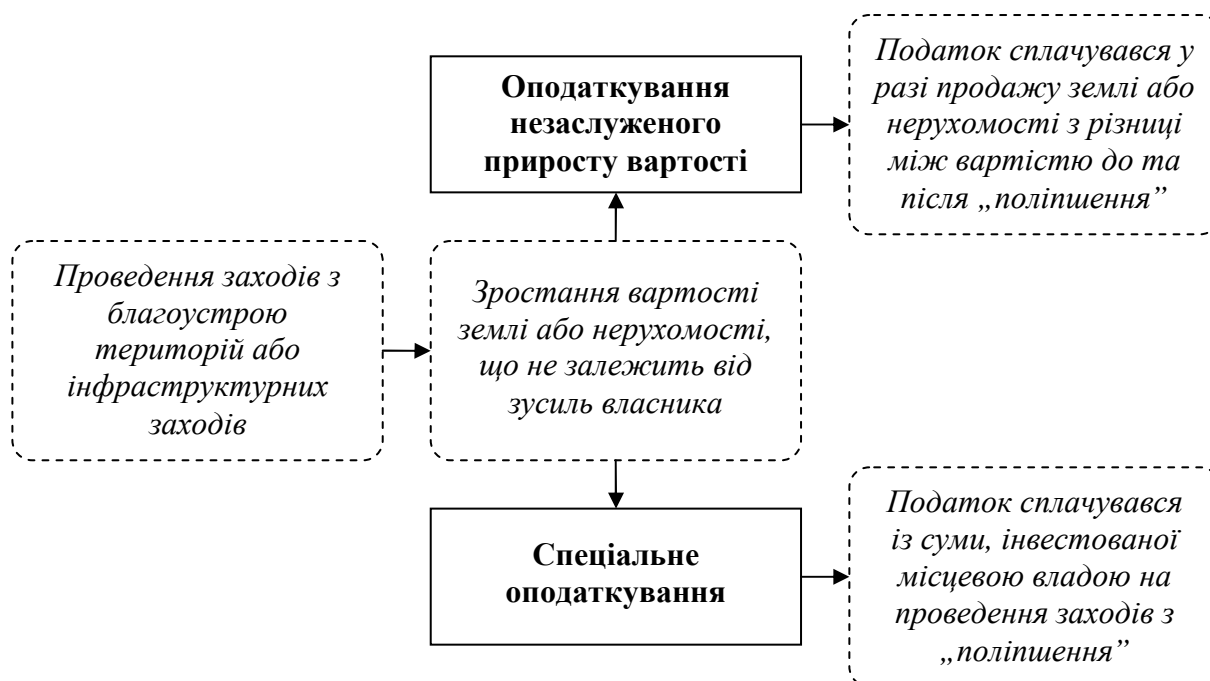 Проведення заходів з
благоустрою
територій або
інфраструктурних
заходів
Зростання вартості
землі або нерухомості,
що не залежить від
зусиль власника
Оподаткування
незаслуженого
приросту вартості
Податок сплачувався у
разі продажу землі або
нерухомості з різниці
між вартістю до та
після „поліпшення”
Спеціальне
оподаткування
Податок сплачувався
із суми, інвестованої
місцевою владою на
проведення заходів з
„поліпшення”